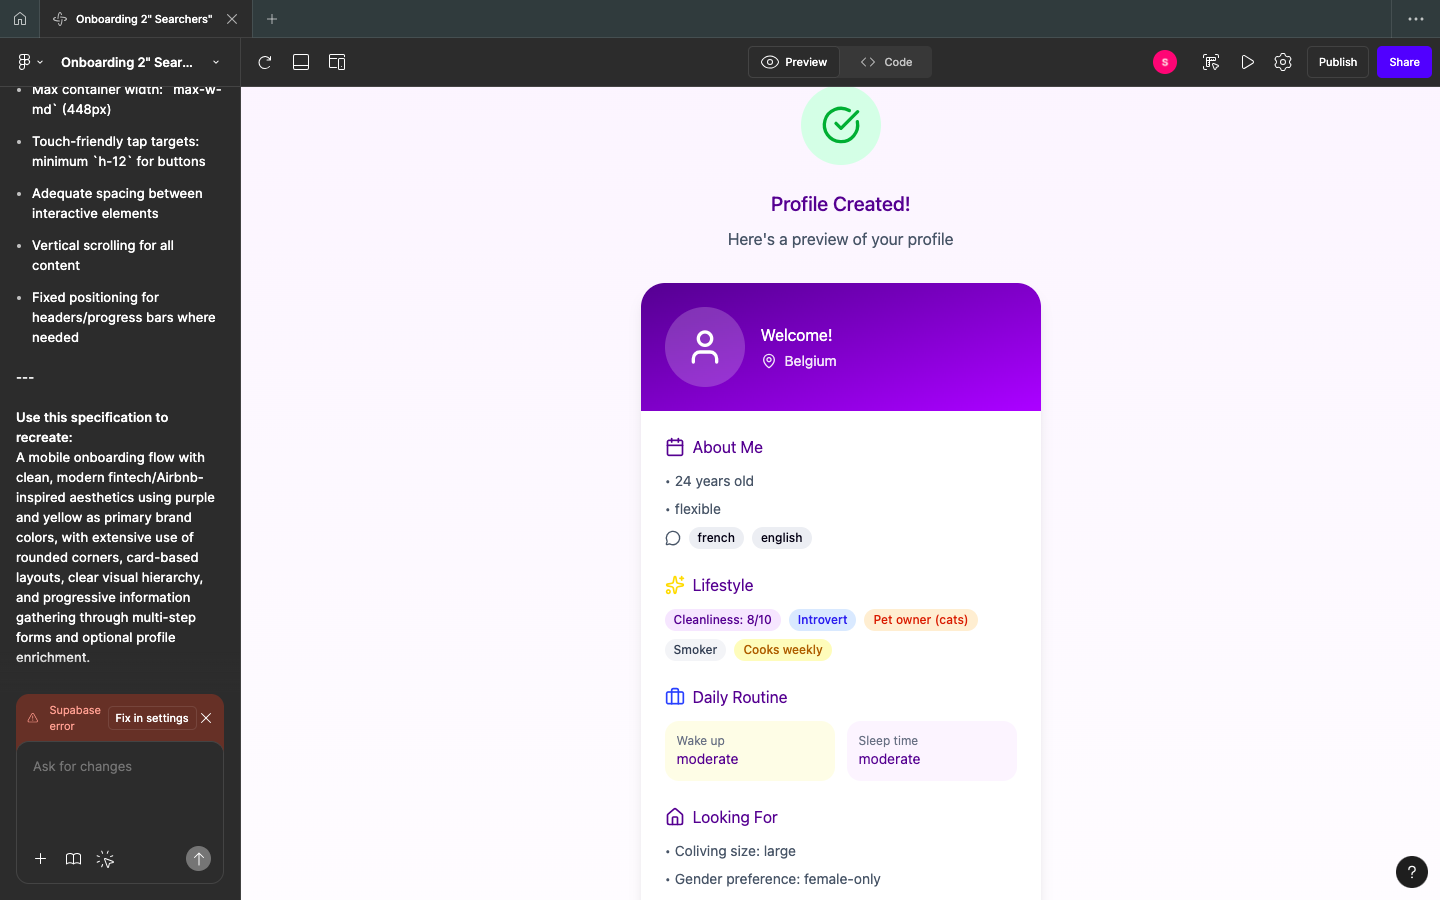 Onboarding 2" Searchers"
Onboarding 2" Sear...
Preview
Code
S
Publish
Share
Max container width: `max-w-
md` (448px)
Touch-friendly tap targets:
minimum `h-12` for buttons
Adequate spacing between
interactive elements
Vertical scrolling for all
content
Fixed positioning for
headers/progress bars where
needed
---
Use this specification to
recreate:
A mobile onboarding flow with
clean, modern fintech/Airbnb-
inspired aesthetics using purple
and yellow as primary brand
colors, with extensive use of
rounded corners, card-based
layouts, clear visual hierarchy,
and progressive information
gathering through multi-step
forms and optional profile
enrichment.
Supabase
error
Fix in settings
Ask for changes
Profile Created!
Here's a preview of your profile
Welcome!
Belgium
About Me
• 24 years old
• flexible
french
english
Lifestyle
Cleanliness: 8/10
Introvert
Pet owner (cats)
Smoker
Cooks weekly
Daily Routine
Wake up
moderate
Sleep time
moderate
Looking For
• Coliving size: large
• Gender preference: female-only
?